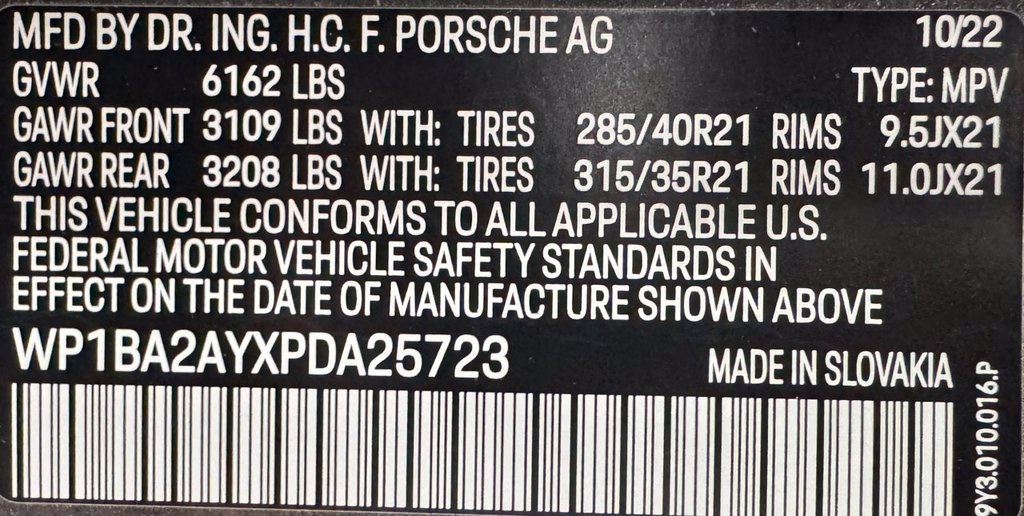 MFD BY DR. ING. H.C. F. PORSCHE AG 10/22
GVWR 6162 LBS TYPE: MPV
GAWR FRONT 3109 LBS WITH: TIRES 285/40R21 RIMS 9.5JX21
GAWR REAR 3208 LBS WITH: TIRES 315/35R21 RIMS 11.0JX21
THIS VEHICLE CONFORMS TO ALL APPLICABLE U.S.
FEDERAL MOTOR VEHICLE SAFETY STANDARDS IN
EFFECT ON THE DATE OF MANUFACTURE SHOWN ABOVE
WP1BA2AYXPDA25723 MADE IN SLOVAKIA
9Y3.010.016.P